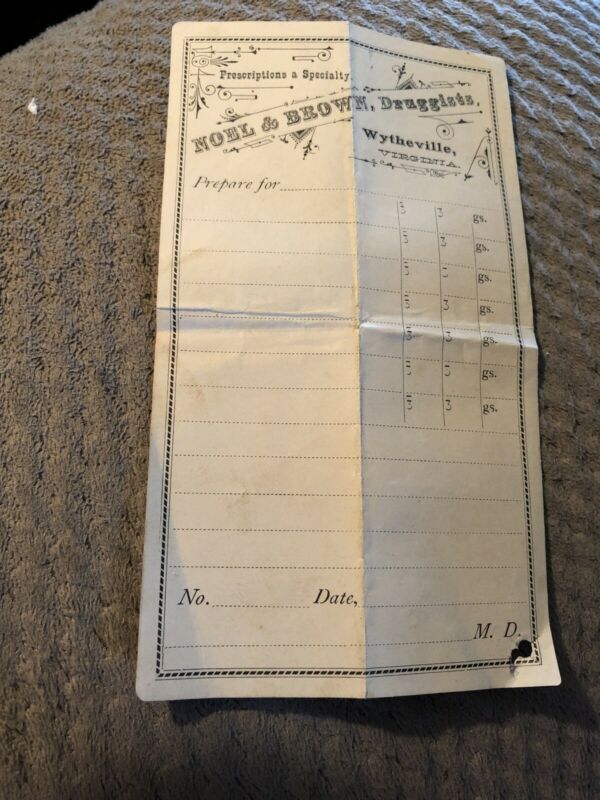 Prescriptions a Specialty
NOEL & BROWN, Druggists,
Wytheville,
VIRGINIA.
Prepare for
℥ ʒ gs.
℥ ʒ gs.
℥ ʒ gs.
℥ ʒ gs.
℥ ʒ gs.
℥ ʒ gs.
℥ ʒ gs.
No. Date,
M. D.